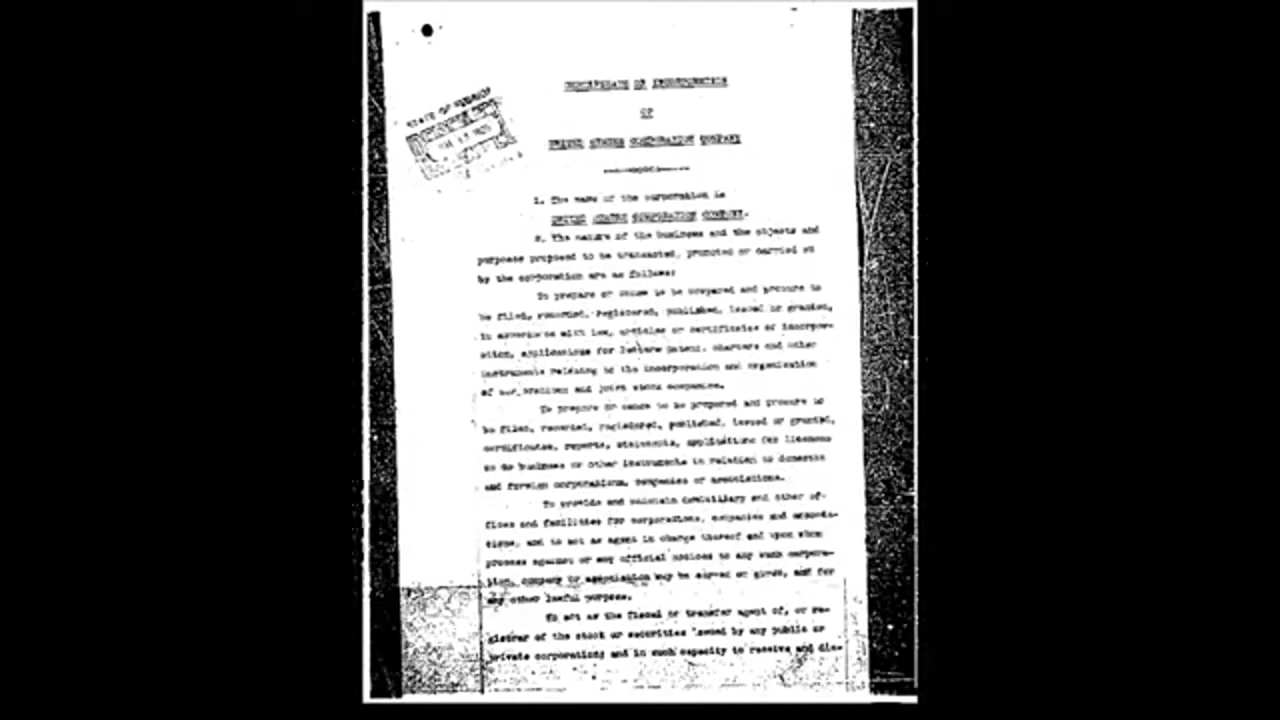 CERTIFICATE OF INCORPORATION
OF
UNITED STATES CORPORATION COMPANY
STATE OF
1. The name of the corporation is
UNITED STATES CORPORATION COMPANY.
2. The nature of the business and the objects and
purposes proposed to be transacted, promoted or carried on
by the corporation are as follows:
To prepare or cause to be prepared and procure to
be filed, recorded, registered, published, issued or granted,
in accordance with law, articles or certificates of incorpor-
ation, applications for letters patent, charters and other
instruments relating to the incorporation and organization
of corporations and joint stock companies.
To prepare or cause to be prepared and procure to
be filed, recorded, registered, published, issued or granted,
certificates, reports, statements, applications for licenses
to do business or other instruments in relation to domestic
and foreign corporations, companies or associations.
To provide and maintain domiciliary and other of-
fices and facilities for corporations, companies and associa-
tions, and to act as agent in charge thereof and upon whom
process against or any official notices to any such corpora-
tion, company or association may be served or given, and for
any other lawful purpose.
To act as the fiscal or transfer agent of, or re-
gistrar of the stock or securities issued by any public or
private corporation; and in such capacity to receive and dis-